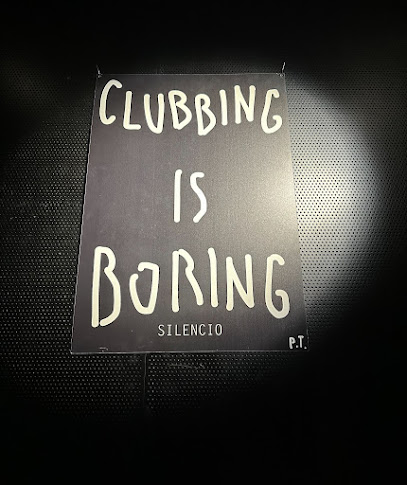 CLUBBING
IS
BORING
SILENCIO
P.T.